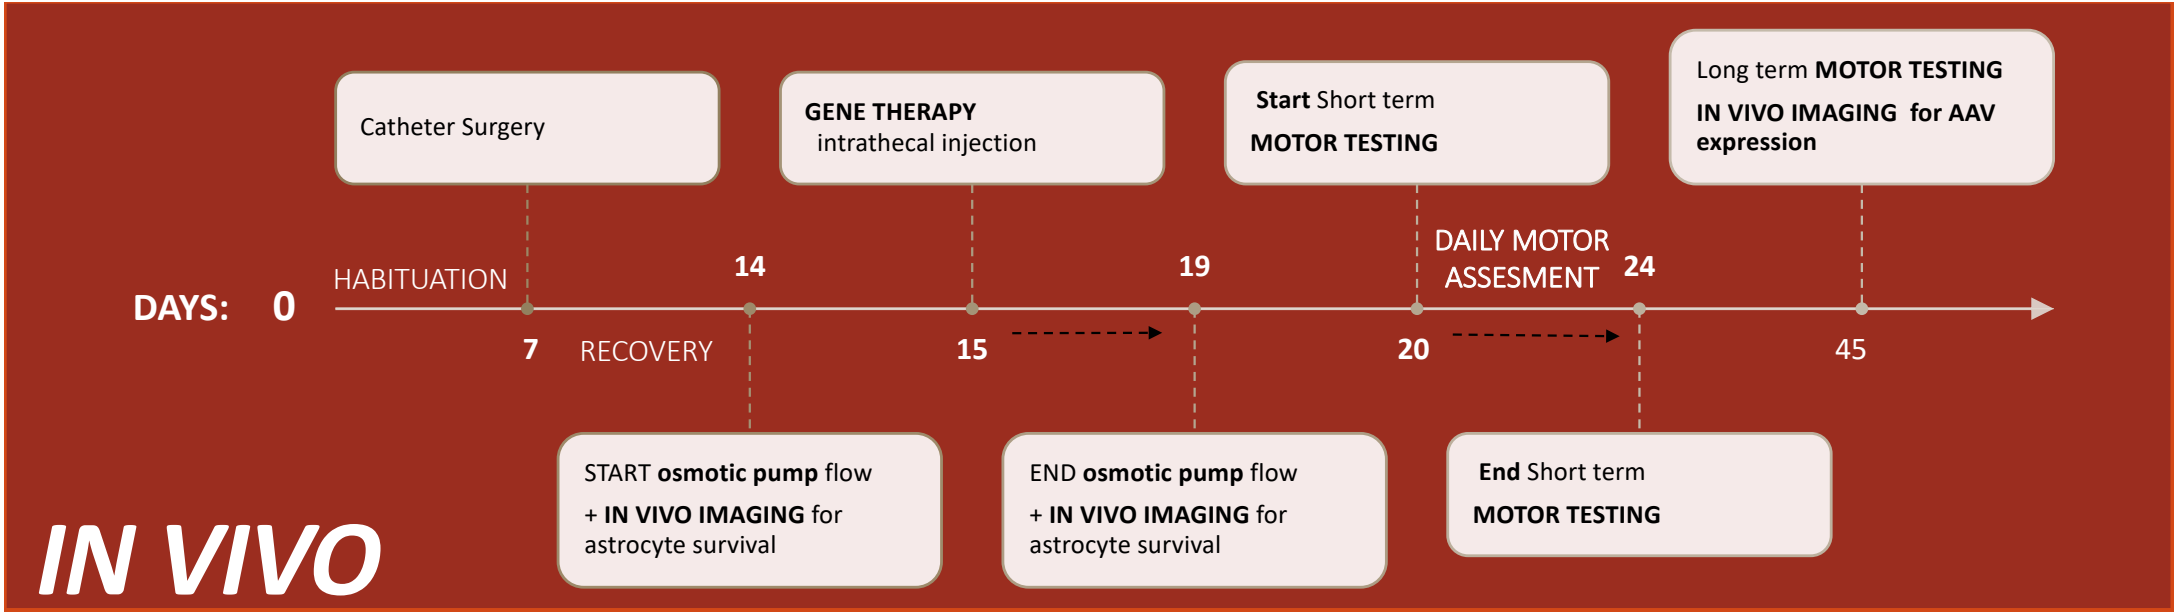 Catheter Surgery
GENE THERAPY
intrathecal injection
Start Short term
MOTOR TESTING
Long term MOTOR TESTING
IN VIVO IMAGING for AAV
expression
DAYS: 0
HABITUATION
7
RECOVERY
14
15
19
20
DAILY MOTOR
ASSESMENT
24
45
START osmotic pump flow
+ IN VIVO IMAGING for
astrocyte survival
END osmotic pump flow
+ IN VIVO IMAGING for
astrocyte survival
End Short term
MOTOR TESTING
IN VIVO